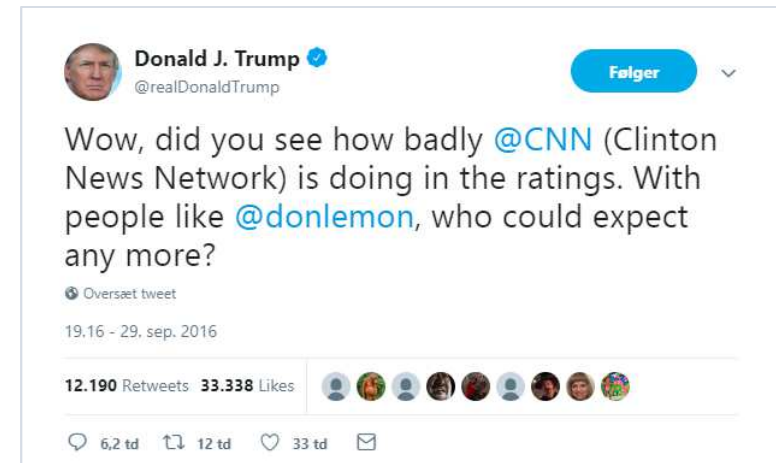 Donald J. Trump
@realDonaldTrump
Følger
Wow, did you see how badly @CNN (Clinton
News Network) is doing in the ratings. With
people like @donlemon, who could expect
any more?
Oversæt tweet
19.16 - 29. sep. 2016
12.190 Retweets 33.338 Likes
6,2 td 12 td 33 td